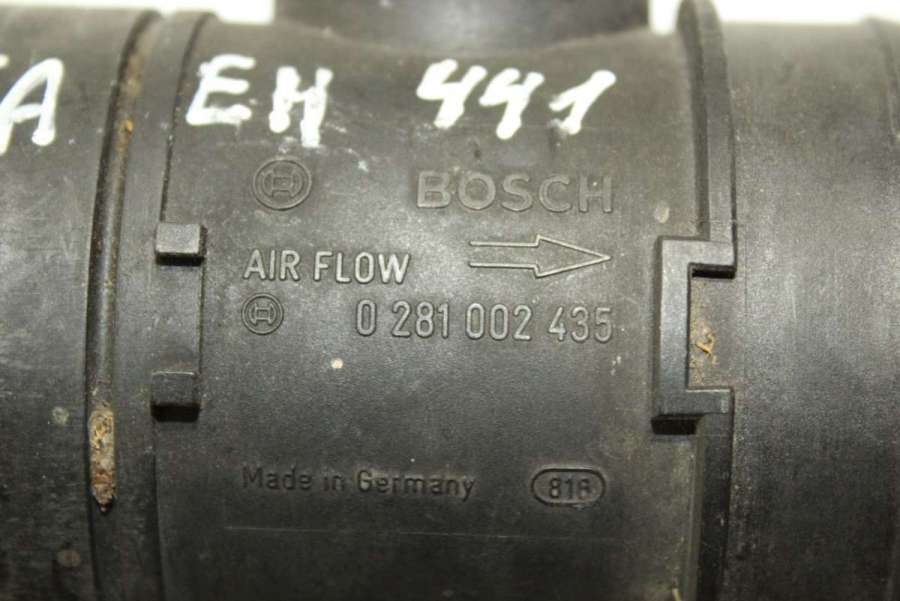 EH 441
BOSCH
AIR FLOW
0 281 002 435
Made in Germany 816